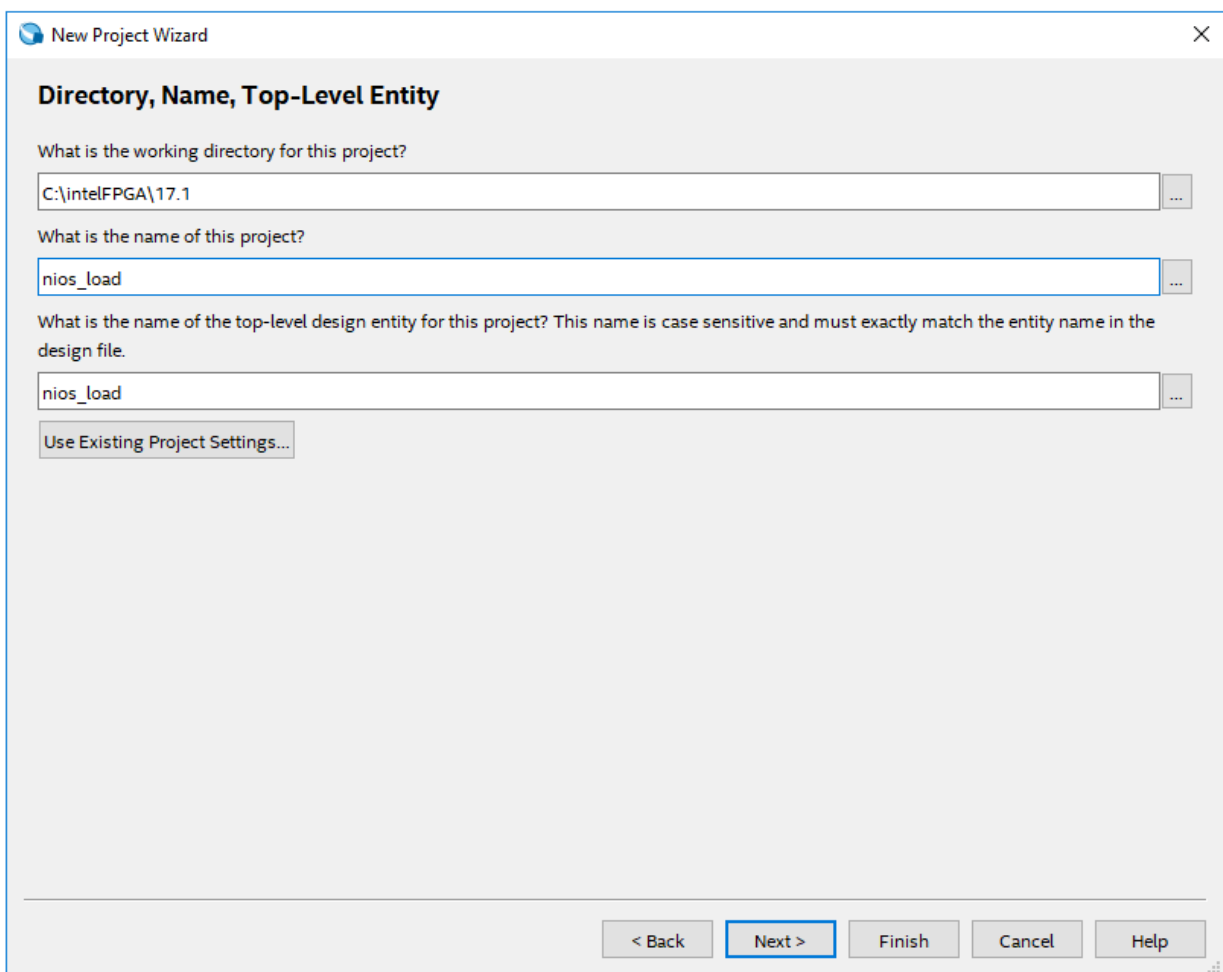 New Project Wizard
Directory, Name, Top-Level Entity
What is the working directory for this project?
C:\intelFPGA\17.1
...
What is the name of this project?
nios_load
...
What is the name of the top-level design entity for this project? This name is case sensitive and must exactly match the entity name in the
design file.
nios_load
...
Use Existing Project Settings...
< Back
Next >
Finish
Cancel
Help